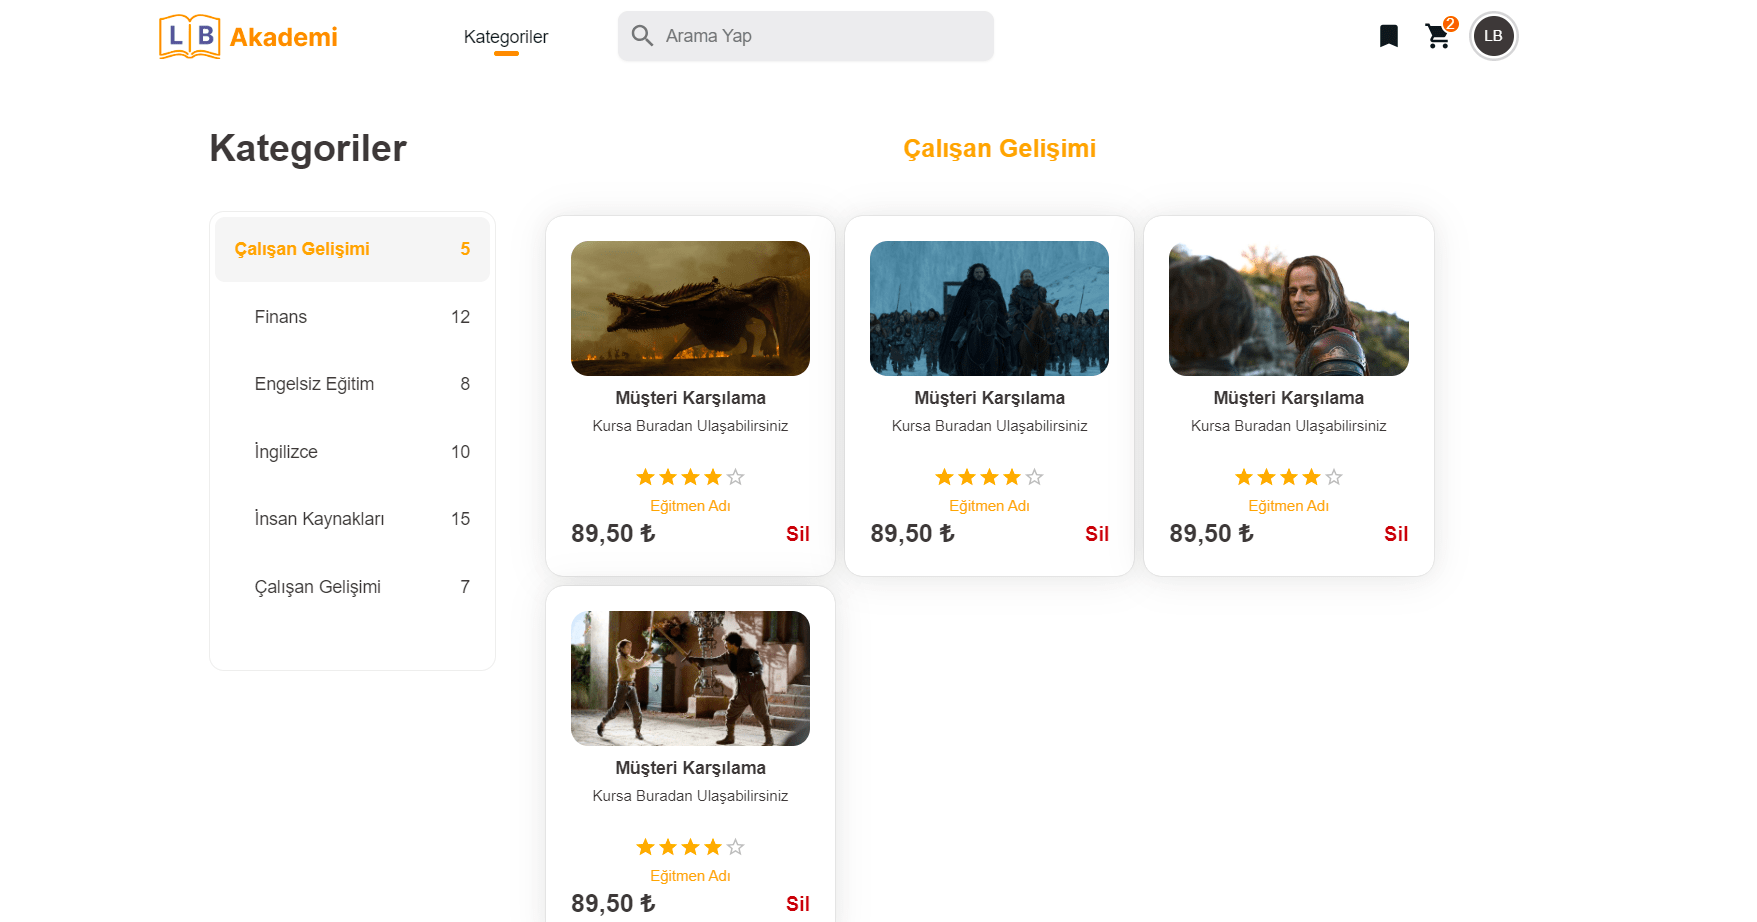 LB Akademi
Kategoriler
Arama Yap
2
LB
Kategoriler
Çalışan Gelişimi
Çalışan Gelişimi 5
Finans 12
Engelsiz Eğitim 8
İngilizce 10
İnsan Kaynakları 15
Çalışan Gelişimi 7
Müşteri Karşılama
Kursa Buradan Ulaşabilirsiniz
Eğitmen Adı
89,50 ₺ Sil
Müşteri Karşılama
Kursa Buradan Ulaşabilirsiniz
Eğitmen Adı
89,50 ₺ Sil
Müşteri Karşılama
Kursa Buradan Ulaşabilirsiniz
Eğitmen Adı
89,50 ₺ Sil
Müşteri Karşılama
Kursa Buradan Ulaşabilirsiniz
Eğitmen Adı
89,50 ₺ Sil